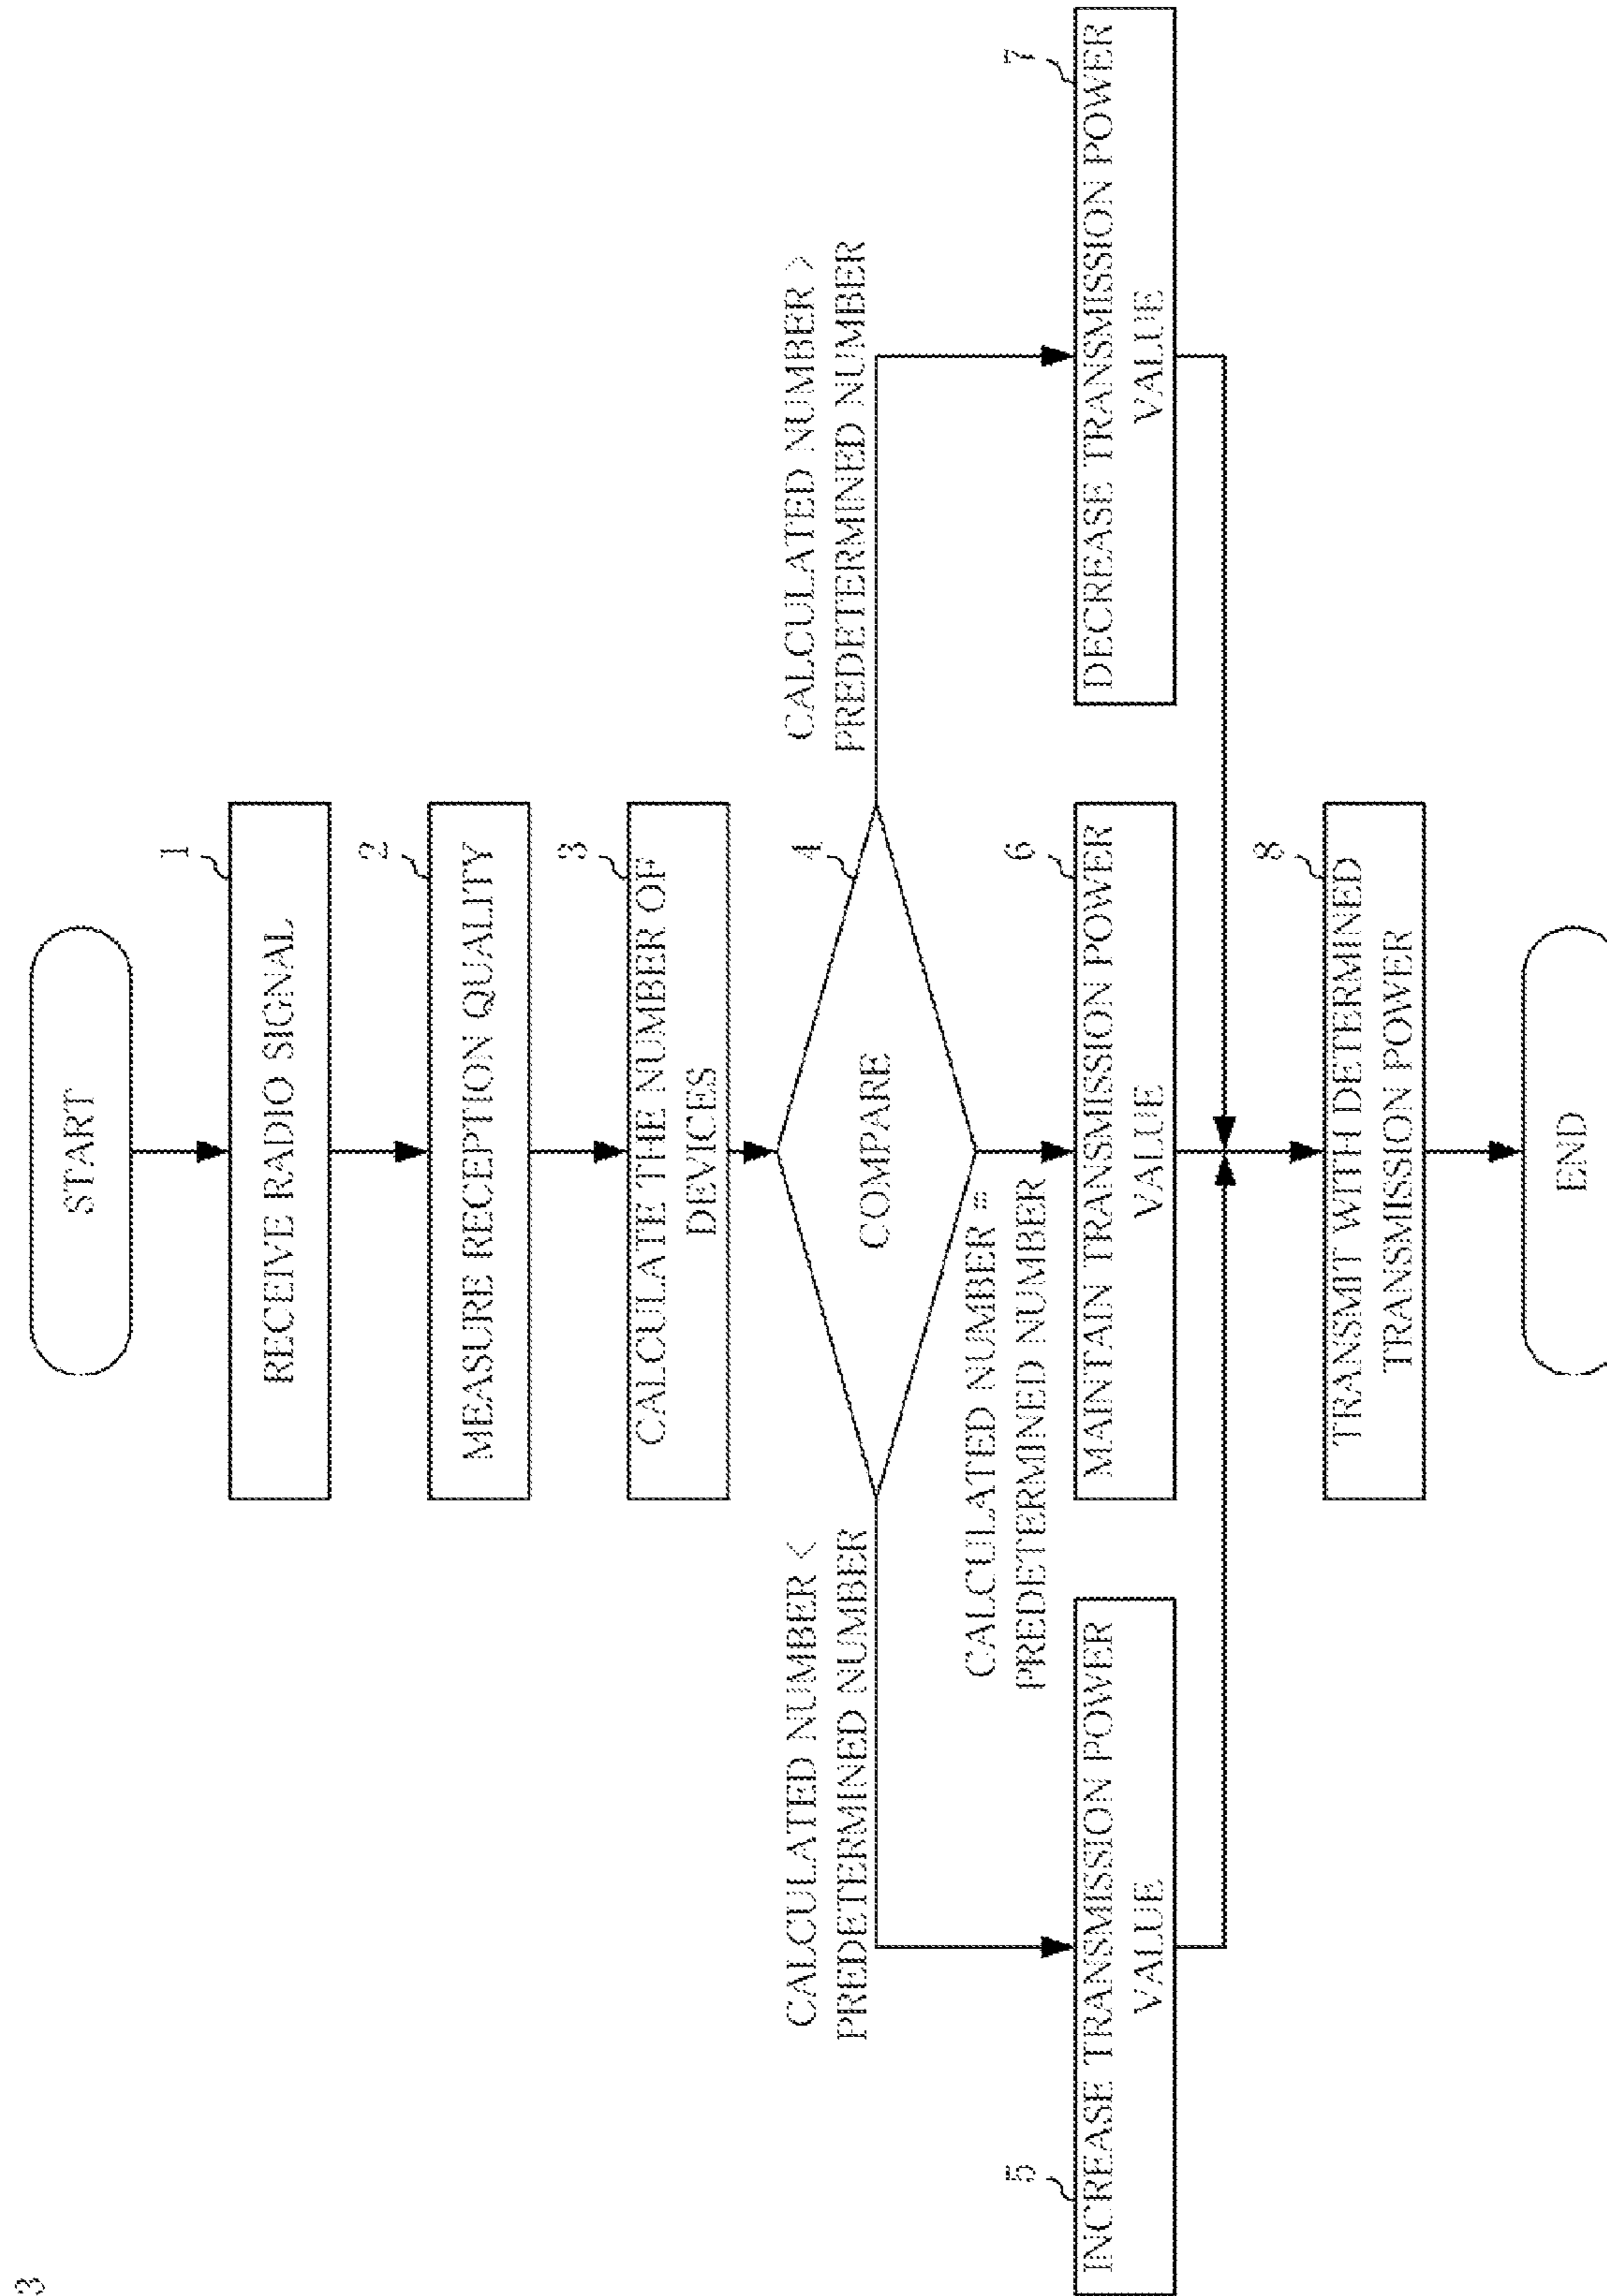 3
START
1
RECEIVE RADIO SIGNAL
2
MEASURE RECEPTION QUALITY
3
CALCULATE THE NUMBER OF
DEVICES
4
COMPARE
CALCULATED NUMBER <
PREDETERMINED NUMBER
CALCULATED NUMBER =
PREDETERMINED NUMBER
CALCULATED NUMBER >
PREDETERMINED NUMBER
5
INCREASE TRANSMISSION POWER
VALUE
6
MAINTAIN TRANSMISSION POWER
VALUE
7
DECREASE TRANSMISSION POWER
VALUE
8
TRANSMIT WITH DETERMINED
TRANSMISSION POWER
END